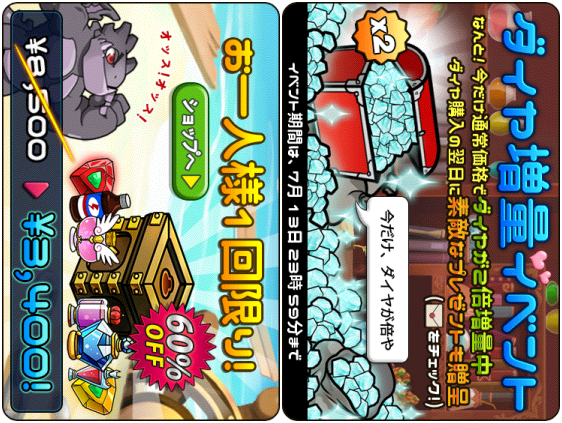 ダイヤ増量イベント
なんと！今だけ通常価格でダイヤが2倍増量中
ダイヤ購入の翌日に素敵なプレゼントも贈呈
(をチェック！)
x2
今だけ、ダイヤが倍や
イベント期間は、7月13日23時59分まで
お一人様1回限り！
ショップへ
オッス！オッス！
60%
OFF
¥8,500
¥3,400!